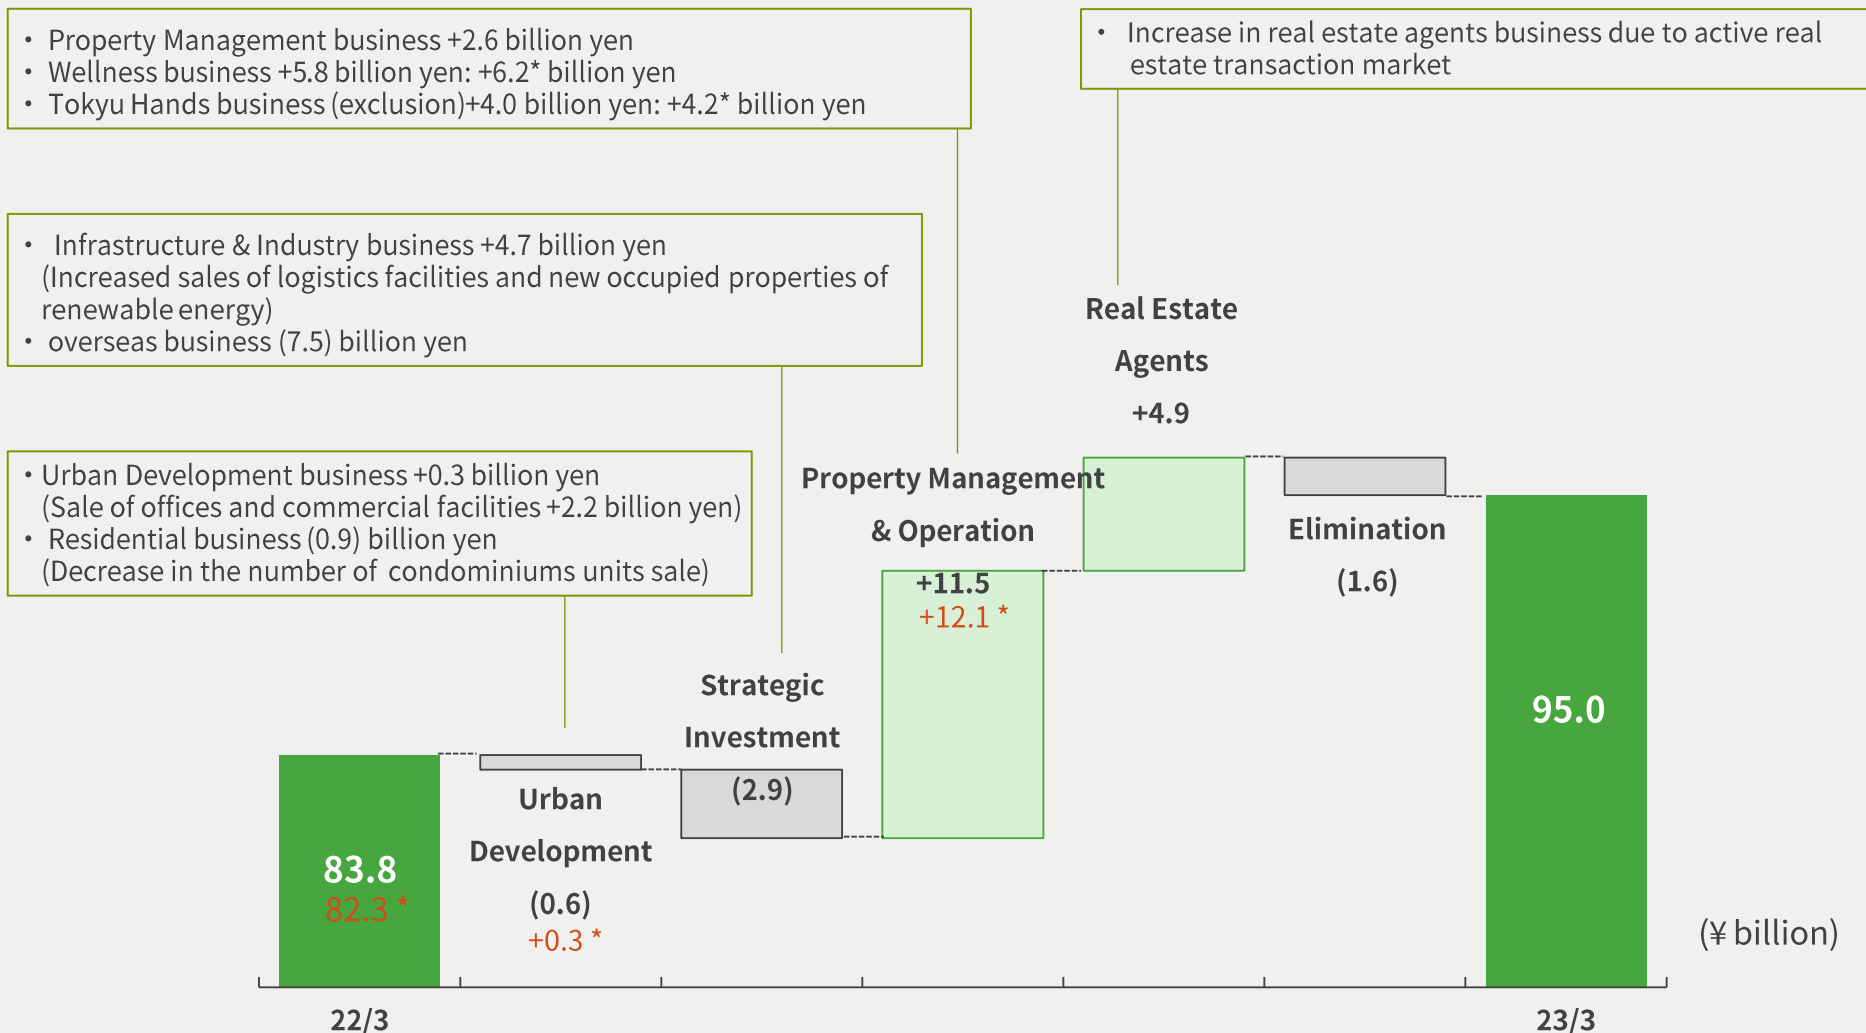 • Property Management business +2.6 billion yen
• Wellness business +5.8 billion yen: +6.2* billion yen
• Tokyu Hands business (exclusion)+4.0 billion yen: +4.2* billion yen
• Increase in real estate agents business due to active real
estate transaction market
• Infrastructure & Industry business +4.7 billion yen
(Increased sales of logistics facilities and new occupied properties of
renewable energy)
• overseas business (7.5) billion yen
• Urban Development business +0.3 billion yen
(Sale of offices and commercial facilities +2.2 billion yen)
• Residential business (0.9) billion yen
(Decrease in the number of condominiums units sale)
83.8
82.3 *
Urban
Development
(0.6)
+0.3 *
Strategic
Investment
(2.9)
Property Management
& Operation
+11.5
+12.1 *
Real Estate
Agents
+4.9
Elimination
(1.6)
95.0
(¥ billion)
22/3
23/3